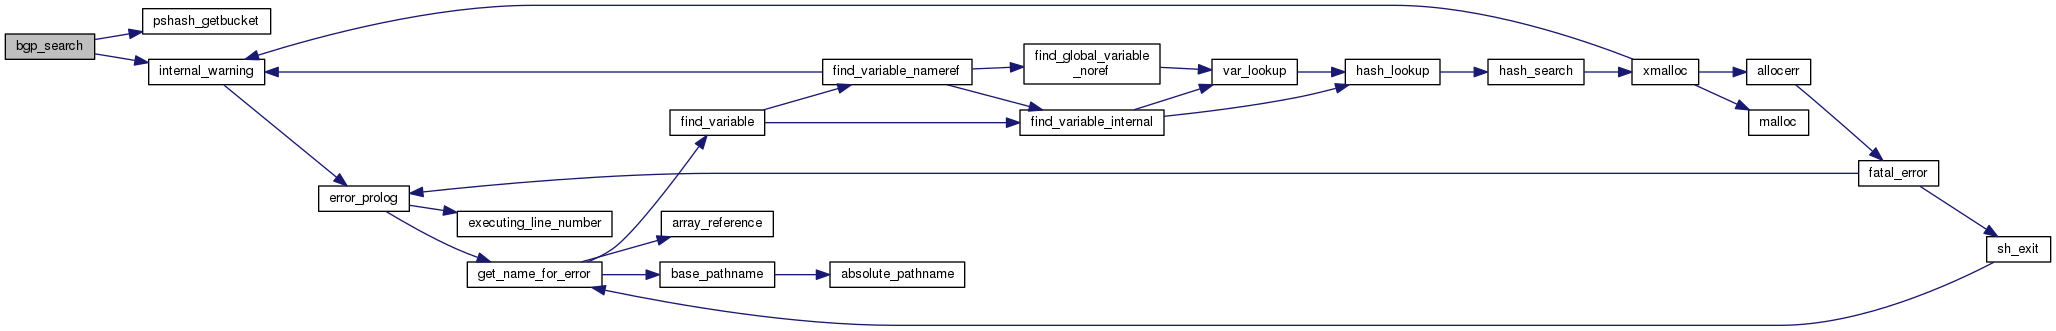 bgp_search
pshash_getbucket
internal_warning
error_prolog
executing_line_number
get_name_for_error
find_variable
array_reference
base_pathname
absolute_pathname
find_variable_nameref
find_global_variable
_noref
find_variable_internal
var_lookup
hash_lookup
hash_search
xmalloc
allocerr
malloc
fatal_error
sh_exit